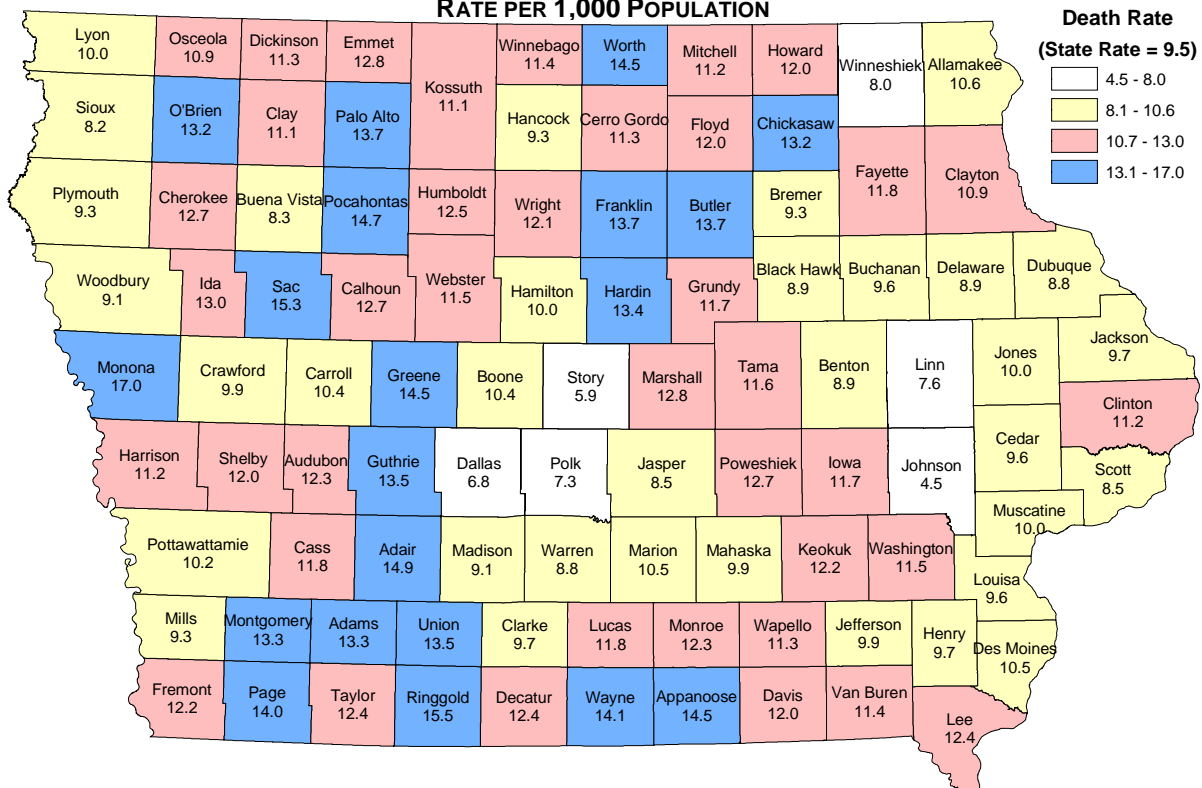 RATE PER 1,000 POPULATION
Death Rate
(State Rate = 9.5)
4.5 - 8.0
8.1 - 10.6
10.7 - 13.0
13.1 - 17.0
Lyon
10.0
Osceola
10.9
Dickinson
11.3
Emmet
12.8
Kossuth
11.1
Winnebago
11.4
Worth
14.5
Mitchell
11.2
Howard
12.0
Winneshiek
8.0
Allamakee
10.6
Sioux
8.2
O'Brien
13.2
Clay
11.1
Palo Alto
13.7
Hancock
9.3
Cerro Gordo
11.3
Floyd
12.0
Chickasaw
13.2
Fayette
11.8
Clayton
10.9
Plymouth
9.3
Cherokee
12.7
Buena Vista
8.3
Pocahontas
14.7
Humboldt
12.5
Wright
12.1
Franklin
13.7
Butler
13.7
Bremer
9.3
Woodbury
9.1
Ida
13.0
Sac
15.3
Calhoun
12.7
Webster
11.5
Hamilton
10.0
Hardin
13.4
Grundy
11.7
Black Hawk
8.9
Buchanan
9.6
Delaware
8.9
Dubuque
8.8
Monona
17.0
Crawford
9.9
Carroll
10.4
Greene
14.5
Boone
10.4
Story
5.9
Marshall
12.8
Tama
11.6
Benton
8.9
Linn
7.6
Jones
10.0
Jackson
9.7
Clinton
11.2
Harrison
11.2
Shelby
12.0
Audubon
12.3
Guthrie
13.5
Dallas
6.8
Polk
7.3
Jasper
8.5
Poweshiek
12.7
Iowa
11.7
Johnson
4.5
Cedar
9.6
Scott
8.5
Muscatine
10.0
Pottawattamie
10.2
Cass
11.8
Adair
14.9
Madison
9.1
Warren
8.8
Marion
10.5
Mahaska
9.9
Keokuk
12.2
Washington
11.5
Louisa
9.6
Mills
9.3
Montgomery
13.3
Adams
13.3
Union
13.5
Clarke
9.7
Lucas
11.8
Monroe
12.3
Wapello
11.3
Jefferson
9.9
Henry
9.7
Des Moines
10.5
Fremont
12.2
Page
14.0
Taylor
12.4
Ringgold
15.5
Decatur
12.4
Wayne
14.1
Appanoose
14.5
Davis
12.0
Van Buren
11.4
Lee
12.4